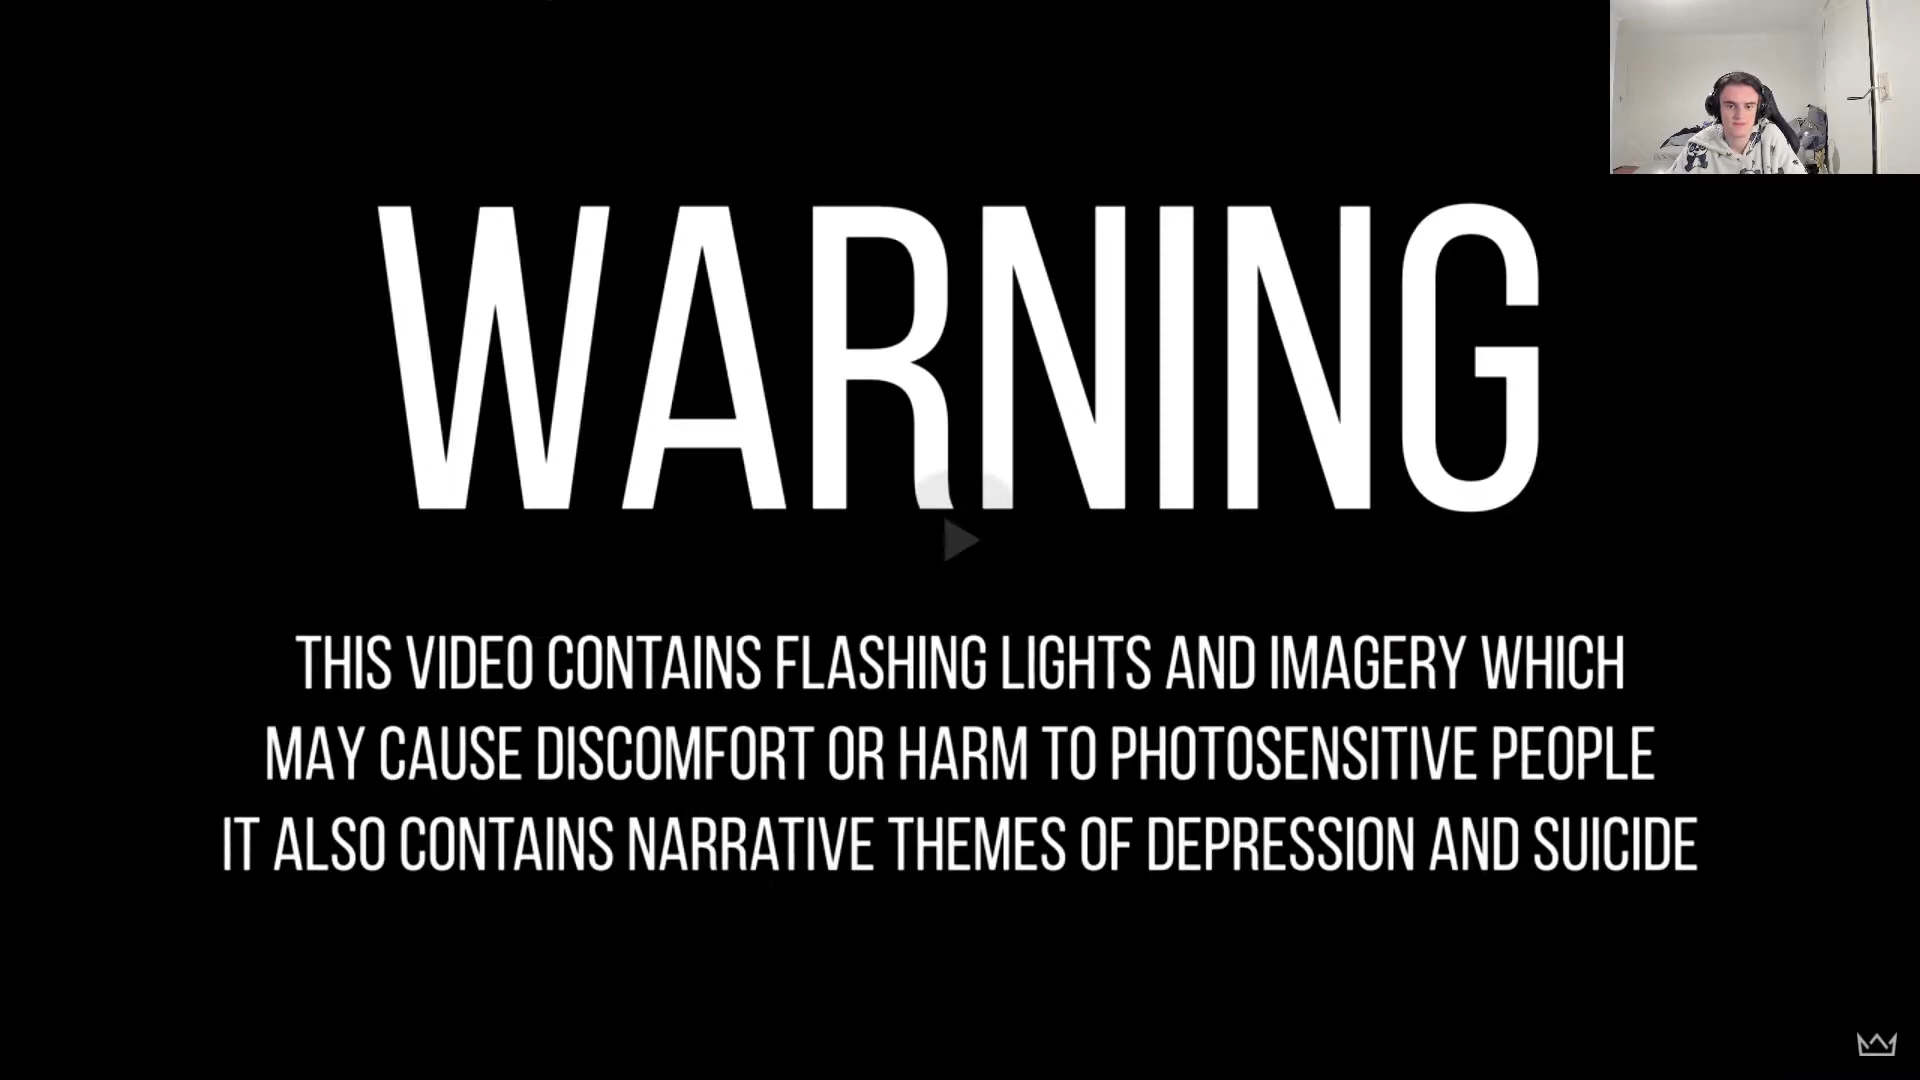 WARNING
THIS VIDEO CONTAINS FLASHING LIGHTS AND IMAGERY WHICH
MAY CAUSE DISCOMFORT OR HARM TO PHOTOSENSITIVE PEOPLE
IT ALSO CONTAINS NARRATIVE THEMES OF DEPRESSION AND SUICIDE